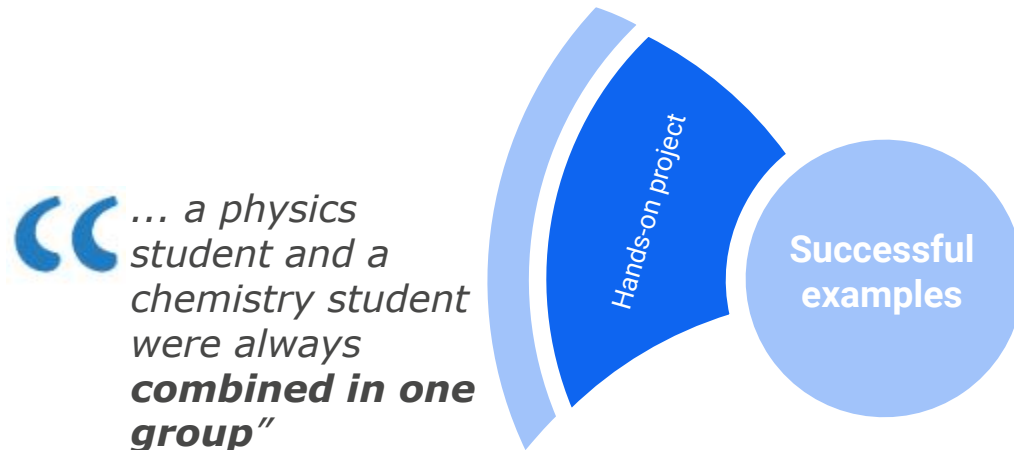 ... a physics
student and a
chemistry student
were always
combined in one
group”
Hands-on project
Successful
examples